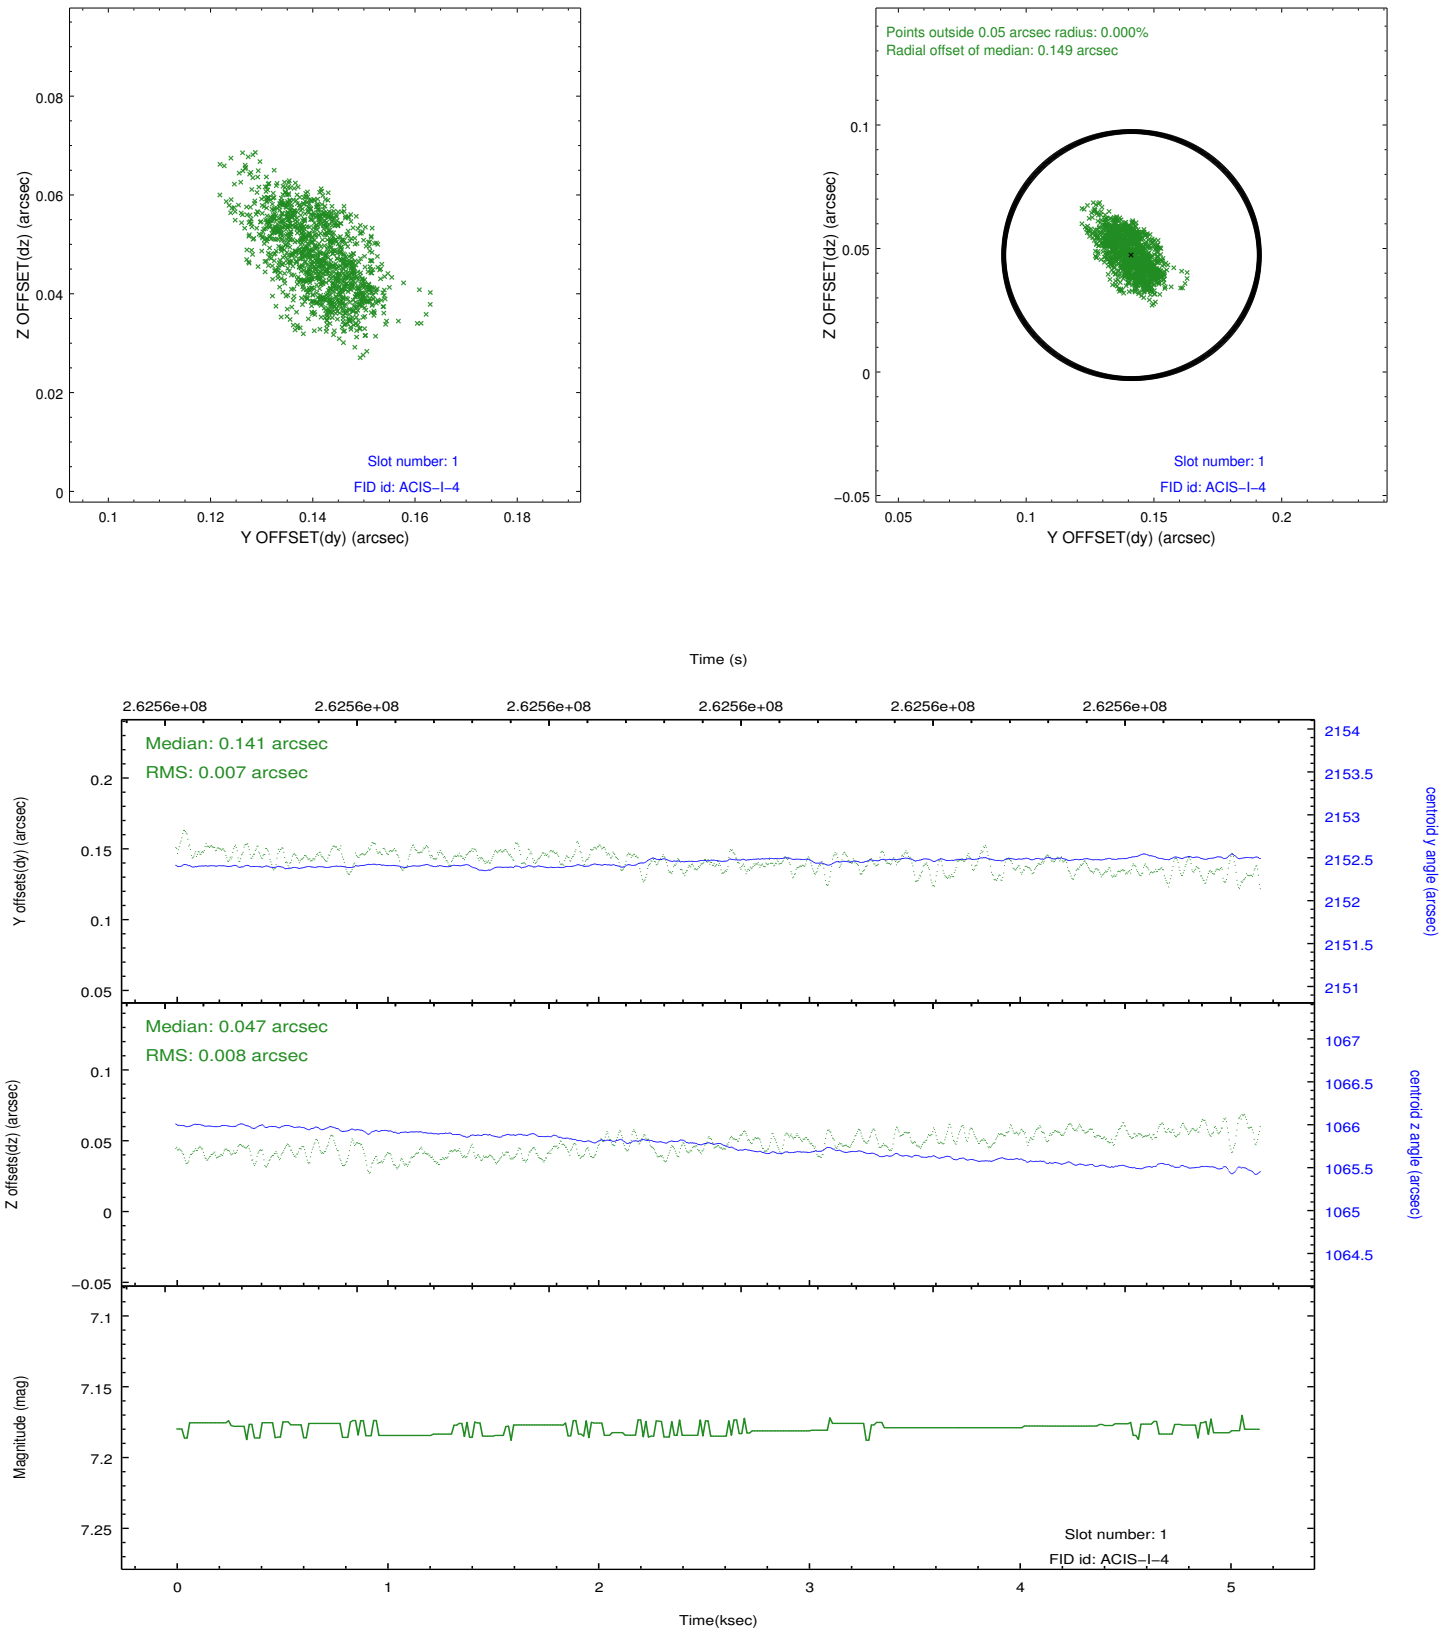 0.08
0.06
0.04
0.02
0
0.1
0.12
0.14
0.16
0.18
Z OFFSET(dz) (arcsec)
Y OFFSET(dy) (arcsec)
Slot number: 1
FID id: ACIS−I−4
Points outside 0.05 arcsec radius: 0.000%
Radial offset of median: 0.149 arcsec
0.1
0.05
0
−0.05
0.05
0.1
0.15
0.2
Z OFFSET(dz) (arcsec)
Y OFFSET(dy) (arcsec)
Slot number: 1
FID id: ACIS−I−4
Time (s)
2.6256e+08
2.6256e+08
2.6256e+08
2.6256e+08
2.6256e+08
2.6256e+08
Median: 0.141 arcsec
RMS: 0.007 arcsec
0.2
0.15
0.1
0.05
Y offsets(dy) (arcsec)
2154
2153.5
2153
2152.5
2152
2151.5
2151
centroid y angle (arcsec)
Median: 0.047 arcsec
RMS: 0.008 arcsec
0.1
0.05
0
−0.05
Z offsets(dz) (arcsec)
1067
1066.5
1066
1065.5
1065
1064.5
centroid z angle (arcsec)
7.1
7.15
7.2
7.25
Magnitude (mag)
Slot number: 1
FID id: ACIS−I−4
0
1
2
3
4
5
Time(ksec)